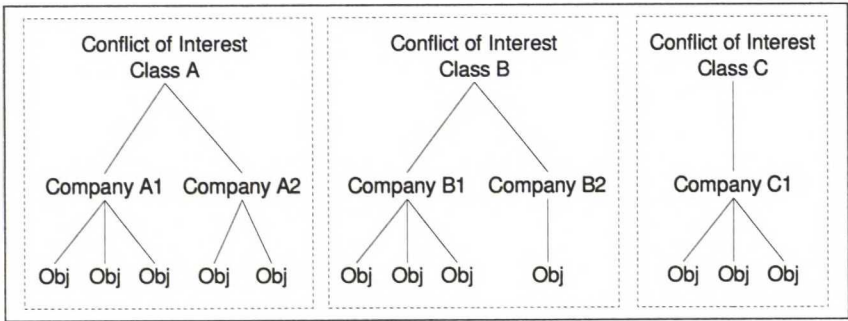 Conflict of Interest
Class A
Conflict of Interest
Class B
Conflict of Interest
Class C
Company A1 Company A2
Company B1 Company B2
Company C1
Obj Obj Obj Obj Obj
Obj Obj Obj Obj
Obj Obj Obj